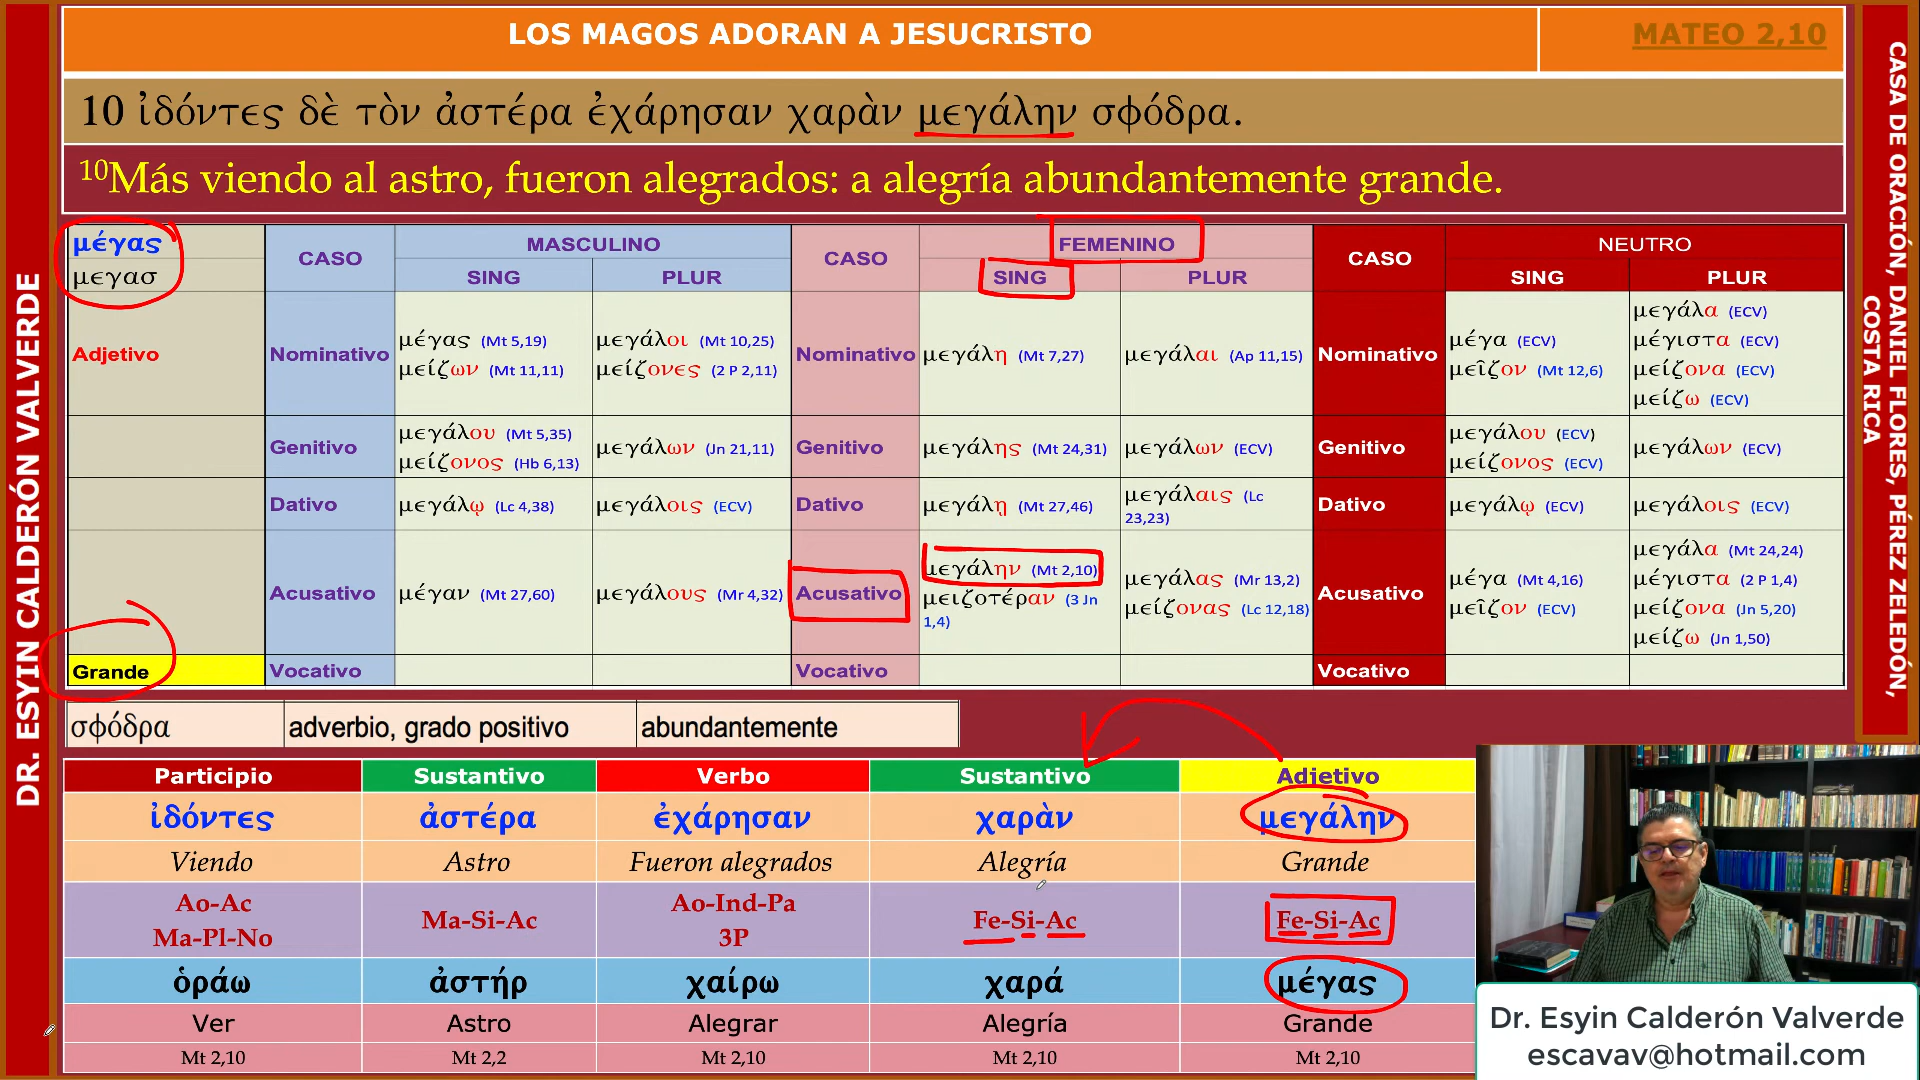 LOS MAGOS ADORAN A JESUCRISTO
MATEO 2,10
10 ἰδόντες δὲ τὸν ἀστέρα ἐχάρησαν χαρὰν μεγάλην σφόδρα.
10Más viendo al astro, fueron alegrados: a alegría abundantemente grande.
DR. ESYIN CALDERÓN VALVERDE
CASA DE ORACIÓN, DANIEL FLORES, PÉREZ ZELEDÓN,
COSTA RICA
μέγας CASO MASCULINO CASO FEMENINO CASO NEUTRO
μεγασ SING PLUR SING PLUR SING PLUR
Adjetivo
Nominativo
μέγας (Mt 5,19)
μείζων (Mt 11,11)
μεγάλοι (Mt 10,25)
μείζονες (2 P 2,11)
Nominativo
μεγάλη (Mt 7,27)
μεγάλαι (Ap 11,15)
Nominativo
μέγα (ECV)
μεῖζον (Mt 12,6)
μεγάλα (ECV)
μέγιστα (ECV)
μείζονα (ECV)
μείζω (ECV)
Genitivo
μεγάλου (Mt 5,35)
μείζονος (Hb 6,13)
μεγάλων (Jn 21,11)
Genitivo
μεγάλης (Mt 24,31)
μεγάλων (ECV)
Genitivo
μεγάλου (ECV)
μείζονος (ECV)
μεγάλων (ECV)
Dativo
μεγάλῳ (Lc 4,38)
μεγάλοις (ECV)
Dativo
μεγάλῃ (Mt 27,46)
μεγάλαις (Lc
23,23)
Dativo
μεγάλῳ (ECV)
μεγάλοις (ECV)
Acusativo
μέγαν (Mt 27,60)
μεγάλους (Mr 4,32)
Acusativo
μεγάλην (Mt 2,10)
μειζοτέραν (3 Jn
1,4)
μεγάλας (Mr 13,2)
μείζονας (Lc 12,18)
Acusativo
μέγα (Mt 4,16)
μεῖζον (ECV)
μεγάλα (Mt 24,24)
μέγιστα (2 P 1,4)
μείζονα (Jn 5,20)
μείζω (Jn 1,50)
Grande Vocativo Vocativo Vocativo
σφόδρα adverbio, grado positivo abundantemente
Participio Sustantivo Verbo Sustantivo Adjetivo
ἰδόντες ἀστέρα ἐχάρησαν χαρὰν μεγάλην
Viendo Astro Fueron alegrados Alegría Grande
Ao-Ac
Ma-Pl-No
Ma-Si-Ac
Ao-Ind-Pa
3P
Fe-Si-Ac
Fe-Si-Ac
ὁράω ἀστήρ χαίρω χαρά μέγας
Ver Astro Alegrar Alegría Grande
Mt 2,10 Mt 2,2 Mt 2,10 Mt 2,10 Mt 2,10
Dr. Esyin Calderón Valverde
escavav@hotmail.com